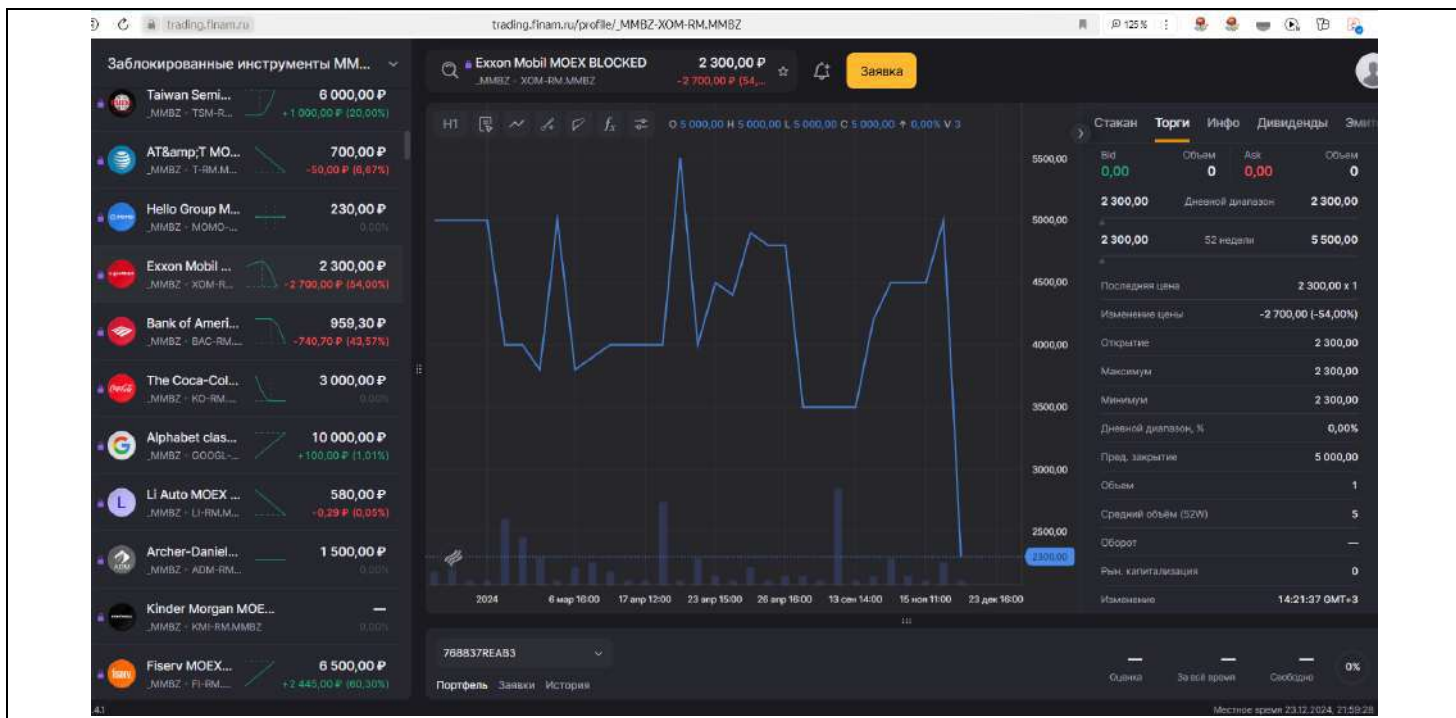 trading.finam.ru
trading.finam.ru/profile/_MMBZ-XOM-RM.MMBZ
125 %
Заблокированные инструменты MM...
Taiwan Semi...
6 000,00 ₽
_MMBZ - TSM-R...
+1 000,00 ₽ (20,00%)
AT&amp;T MO...
700,00 ₽
_MMBZ - T-RM.M...
-50,00 ₽ (6,67%)
Hello Group M...
230,00 ₽
_MMBZ - MOMO-...
0,00%
Exxon Mobil ...
2 300,00 ₽
_MMBZ - XOM-R...
-2 700,00 ₽ (54,00%)
Bank of Ameri...
959,30 ₽
_MMBZ - BAC-RM....
-740,70 ₽ (43,57%)
The Coca-Col...
3 000,00 ₽
_MMBZ - KO-RM....
0,00%
Alphabet clas...
10 000,00 ₽
_MMBZ - GOOGL-...
+100,00 ₽ (1,01%)
L
Li Auto MOEX ...
580,00 ₽
_MMBZ - LI-RM.M...
-0,29 ₽ (0,05%)
ADM
Archer-Daniel...
1 500,00 ₽
_MMBZ - ADM-RM...
0,00%
Kinder Morgan MOE...
—
_MMBZ - KMI-RM.MMBZ
0,00%
Fiserv MOEX...
6 500,00 ₽
_MMBZ - FI-RM....
+2 445,00 ₽ (60,30%)
.4.1
Exxon Mobil MOEX BLOCKED
2 300,00 ₽
_MMBZ - XOM-RM.MMBZ
-2 700,00 ₽ (54,...
Заявка
H1
O 5 000,00 H 5 000,00 L 5 000,00 C 5 000,00 + 0,00% V 3
5500,00
5000,00
4500,00
4000,00
3500,00
3000,00
2500,00
2300,00
2024
6 мар 16:00
17 апр 12:00
23 апр 15:00
26 апр 16:00
13 сен 14:00
15 ноя 11:00
23 дек 16:00
768837REAB3
Портфель Заявки История
Стакан Торги Инфо Дивиденды Эмит
Bid Объем Ask Объем
0,00 0 0,00 0
2 300,00 Дневной диапазон 2 300,00
2 300,00 52 недели 5 500,00
Последняя цена 2 300,00 x 1
Изменение цены -2 700,00 (-54,00%)
Открытие 2 300,00
Максимум 2 300,00
Минимум 2 300,00
Дневной диапазон, % 0,00%
Пред. закрытие 5 000,00
Объем 1
Средний объём (52W) 5
Оборот —
Рын. капитализация 0
Изменение 14:21:37 GMT+3
— — —
Оценка За всё время Свободно
0%
Местное время 23.12.2024, 21:59:28